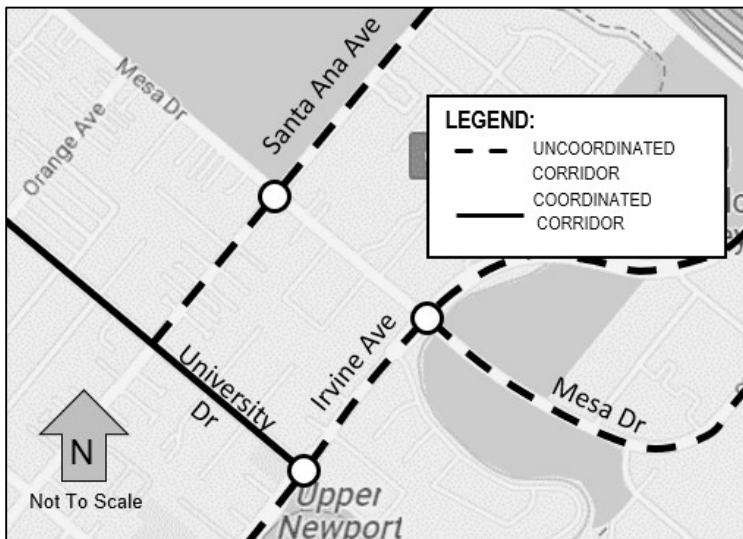 Mesa Dr
Orange Ave
Santa Ana Ave
LEGEND:
UNCOORDINATED
CORRIDOR
COORDINATED
CORRIDOR
University
Dr
Irvine Ave
Mesa Dr
N
Not To Scale
Upper
Newport